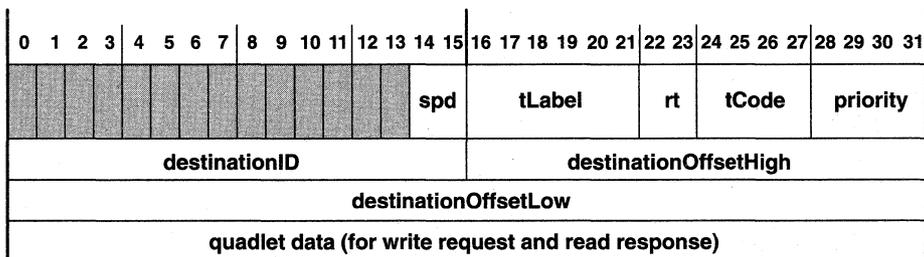 0 1 2 3 4 5 6 7 8 9 10 11 12 13 14 15 16 17 18 19 20 21 22 23 24 25 26 27 28 29 30 31
spd tLabel rt tCode priority
destinationID destinationOffsetHigh
destinationOffsetLow
quadlet data (for write request and read response)